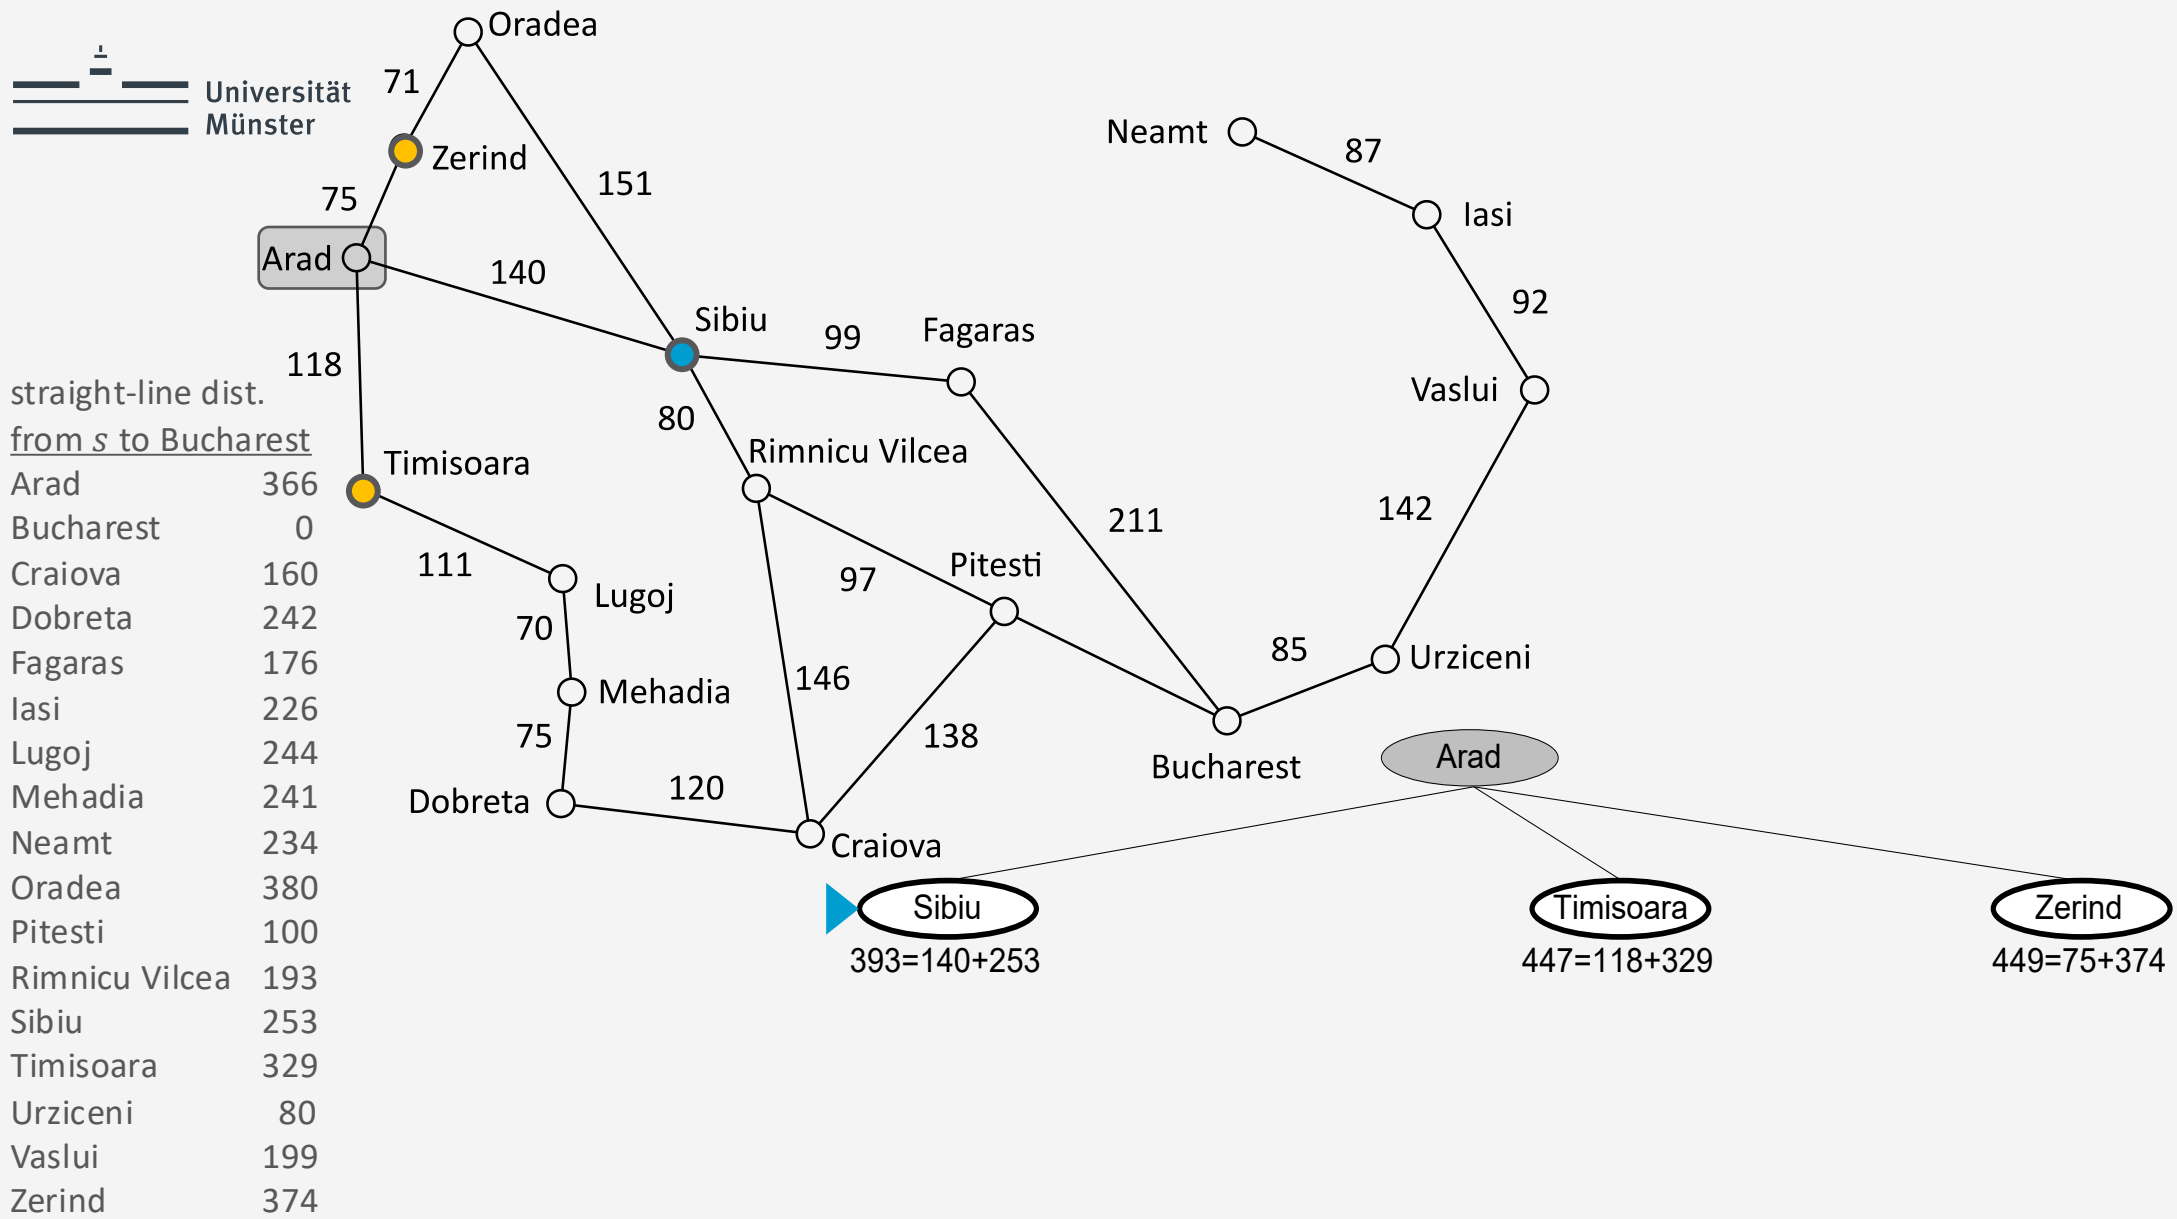 Universität
Münster
Oradea
71
Zerind
151
75
Arad
140
118
Sibiu
99
Fagaras
80
Rimnicu Vilcea
Timisoara
111
Lugoj
70
Mehadia
75
Dobreta
120
Craiova
146
97
Pitesti
138
211
Bucharest
85
Urziceni
142
Vaslui
92
Iasi
87
Neamt
straight-line dist.
from s to Bucharest
Arad 366
Bucharest 0
Craiova 160
Dobreta 242
Fagaras 176
Iasi 226
Lugoj 244
Mehadia 241
Neamt 234
Oradea 380
Pitesti 100
Rimnicu Vilcea 193
Sibiu 253
Timisoara 329
Urziceni 80
Vaslui 199
Zerind 374
Arad
Sibiu
393=140+253
Timisoara
447=118+329
Zerind
449=75+374